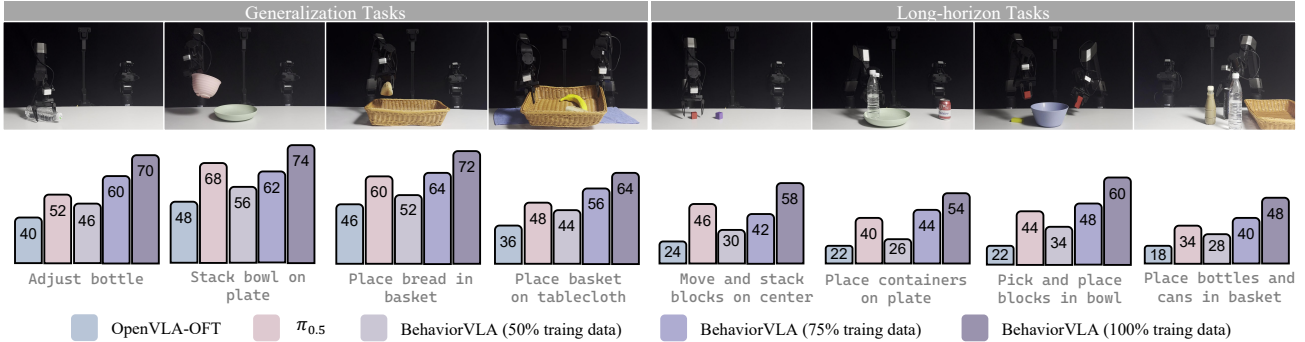 Generalization Tasks
Long-horizon Tasks
40 52 46 60 70
48 68 56 62 74
46 60 52 64 72
36 48 44 56 64
24 46 30 42 58
22 40 26 44 54
22 44 34 48 60
18 34 28 40 48
Adjust bottle
Stack bowl on
plate
Place bread in
basket
Place basket
on tablecloth
Move and stack
blocks on center
Place containers
on plate
Pick and place
blocks in bowl
Place bottles and
cans in basket
OpenVLA-OFT
π0.5
BehaviorVLA (50% traing data)
BehaviorVLA (75% traing data)
BehaviorVLA (100% traing data)